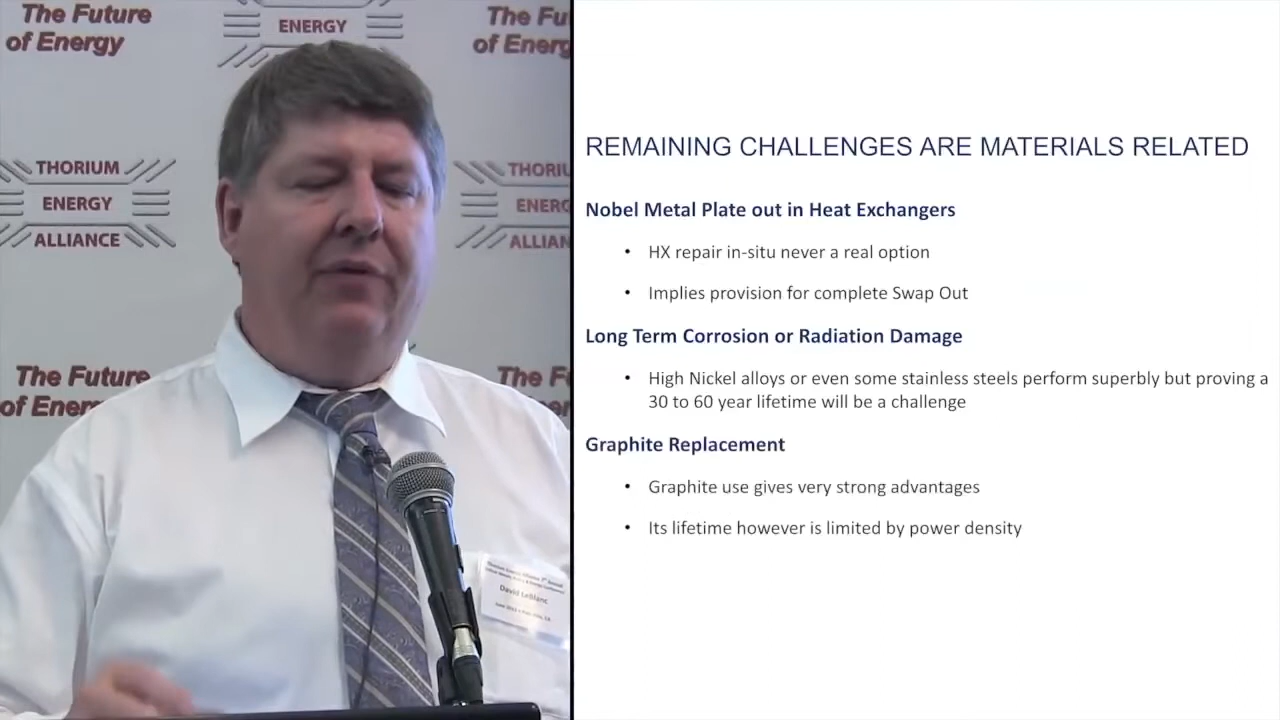 The Future
of Energy
ENERGY
The Fu
of Energ
THORIUM
ENERGY
ALLIANCE
THORIU
ENERG
ALLIAN
The Future
of Energ
The F
of Ener
David LeBlanc
REMAINING CHALLENGES ARE MATERIALS RELATED
Nobel Metal Plate out in Heat Exchangers
• HX repair in-situ never a real option
• Implies provision for complete Swap Out
Long Term Corrosion or Radiation Damage
• High Nickel alloys or even some stainless steels perform superbly but proving a
30 to 60 year lifetime will be a challenge
Graphite Replacement
• Graphite use gives very strong advantages
• Its lifetime however is limited by power density